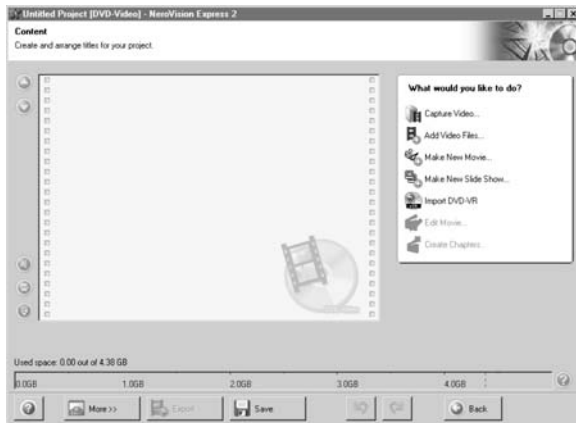 Untitled Project [DVD-Video] - NeroVision Express 2
Content
Create and arrange titles for your project.
What would you like to do?
Capture Video...
Add Video Files...
Make New Movie...
Make New Slide Show...
Import DVD-VR
Edit Movie...
Create Chapters...
Used space: 0.00 out of 4.38 GB
0.0GB 1.0GB 2.0GB 3.0GB 4.0GB
More >> Export Save Back